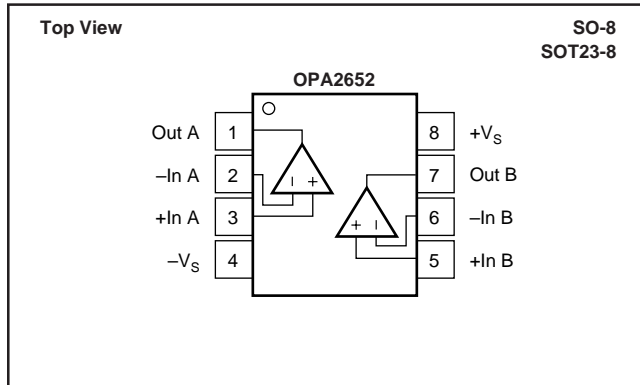 Top View
SO-8
SOT23-8
OPA2652
Out A 1 8 +VS
–In A 2 7 Out B
+In A 3 6 –In B
–VS 4 5 +In B
– +
+ –